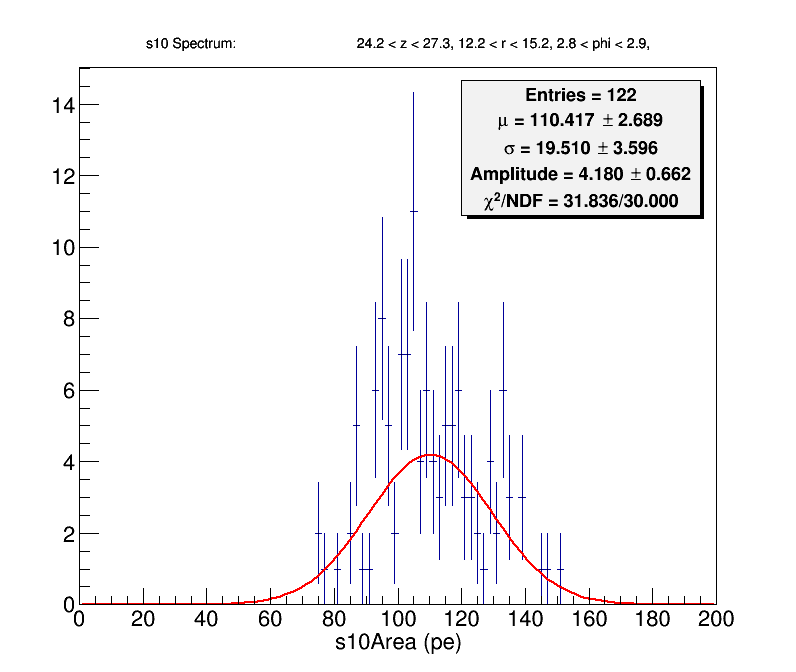 s10 Spectrum: 24.2 < z < 27.3, 12.2 < r < 15.2, 2.8 < phi < 2.9,
Entries = 122
μ = 110.417 ± 2.689
σ = 19.510 ± 3.596
Amplitude = 4.180 ± 0.662
χ²/NDF = 31.836/30.000
14
12
10
8
6
4
2
0
0 20 40 60 80 100 120 140 160 180 200
s10Area (pe)